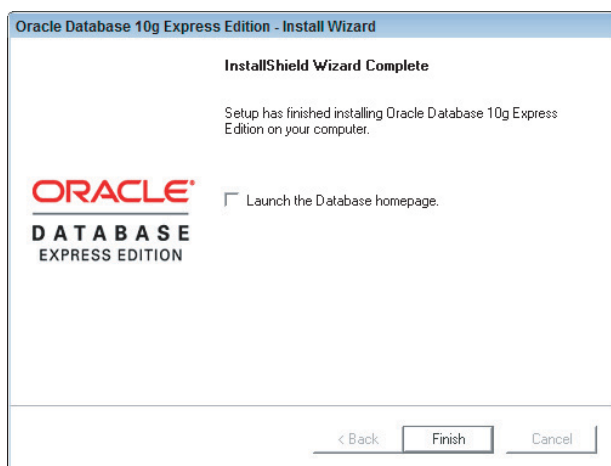 Oracle Database 10g Express Edition - Install Wizard
InstallShield Wizard Complete
Setup has finished installing Oracle Database 10g Express
Edition on your computer.
ORACLE®
DATABASE
EXPRESS EDITION
Launch the Database homepage.
< Back
Finish
Cancel